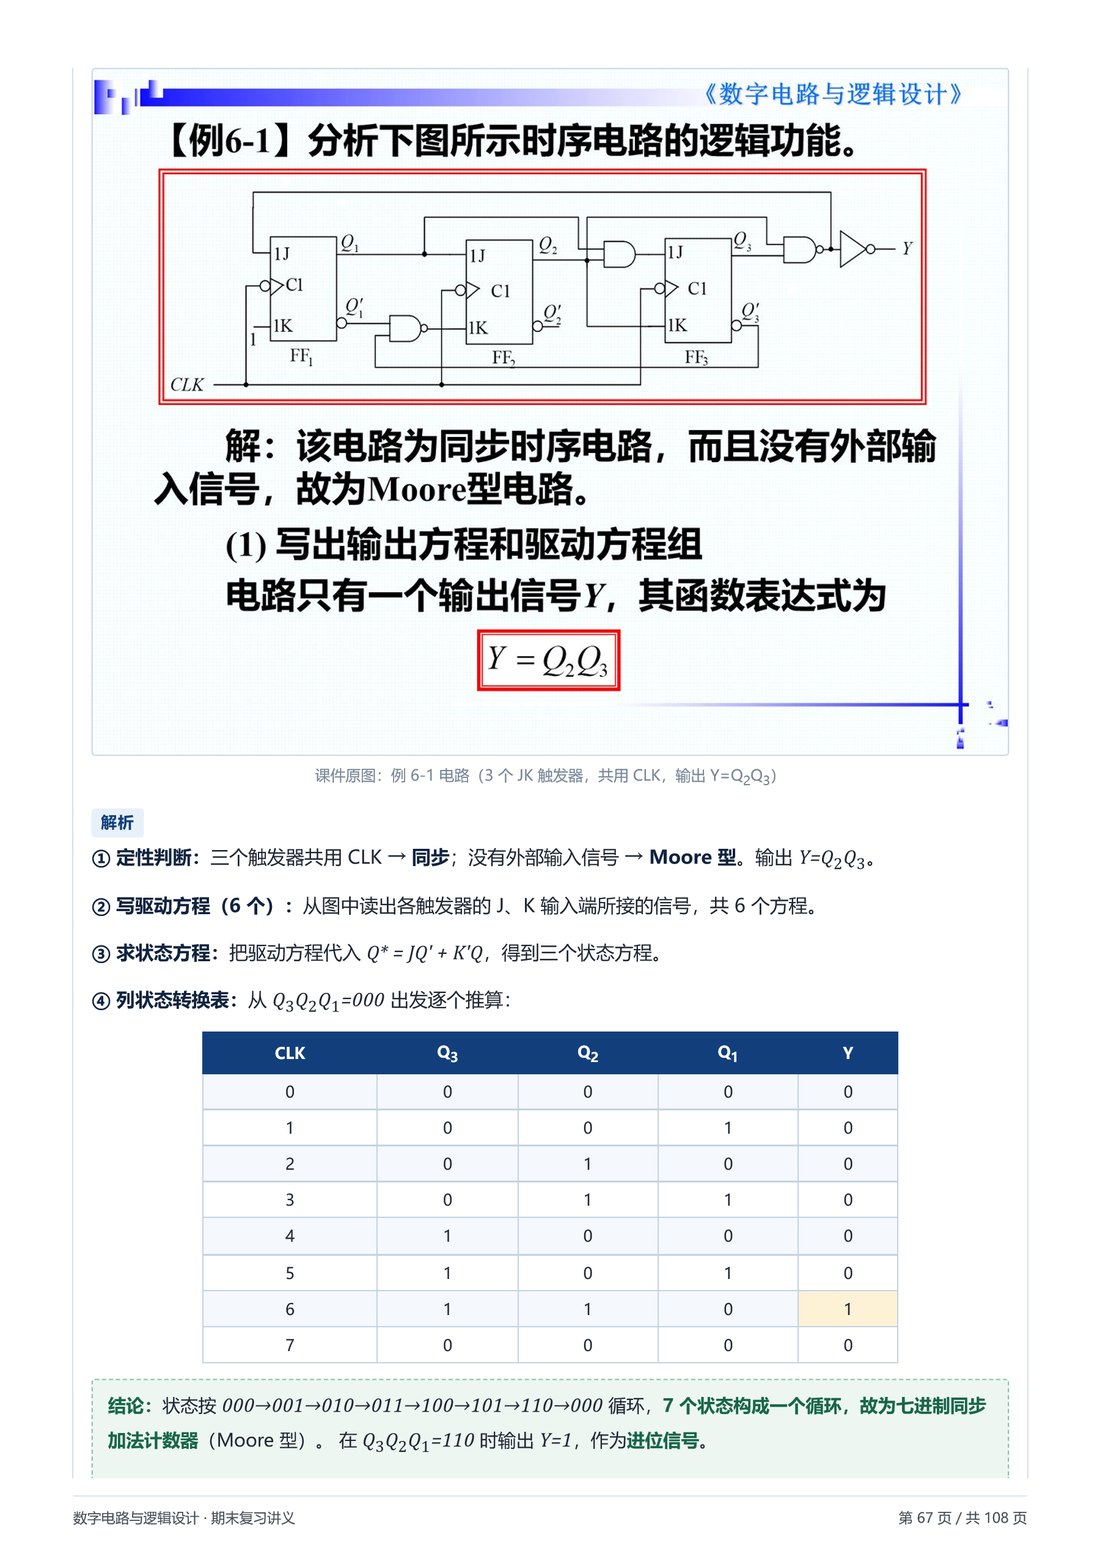 《数字电路与逻辑设计》
【例6-1】分析下图所示时序电路的逻辑功能。
1J Q1 C1 Q1′ 1K 1 FF1
1J Q2 C1 Q2′ 1K FF2
1J Q3 C1 Q3′ 1K FF3
Y
CLK
解：该电路为同步时序电路，而且没有外部输
入信号，故为Moore型电路。
(1) 写出输出方程和驱动方程组
电路只有一个输出信号Y，其函数表达式为
Y = Q2Q3
课件原图：例 6-1 电路（3 个 JK 触发器，共用 CLK，输出 Y=Q2Q3）
解析
① 定性判断：三个触发器共用 CLK → 同步；没有外部输入信号 → Moore 型。输出 Y=Q2Q3。
② 写驱动方程（6 个）：从图中读出各触发器的 J、K 输入端所接的信号，共 6 个方程。
③ 求状态方程：把驱动方程代入 Q* = JQ′ + K′Q，得到三个状态方程。
④ 列状态转换表：从 Q3Q2Q1=000 出发逐个推算：
CLK Q3 Q2 Q1 Y
0 0 0 0 0
1 0 0 1 0
2 0 1 0 0
3 0 1 1 0
4 1 0 0 0
5 1 0 1 0
6 1 1 0 1
7 0 0 0 0
结论：状态按 000→001→010→011→100→101→110→000 循环，7 个状态构成一个循环，故为七进制同步
加法计数器（Moore 型）。 在 Q3Q2Q1=110 时输出 Y=1，作为进位信号。
数字电路与逻辑设计 · 期末复习讲义
第 67 页 / 共 108 页